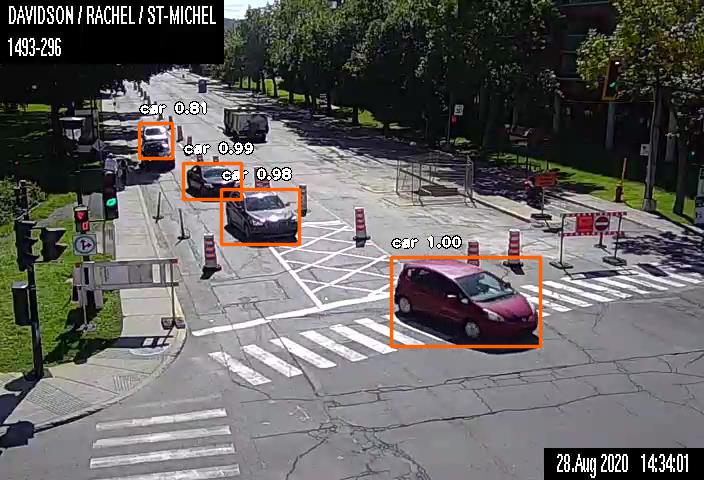 DAVIDSON / RACHEL / ST-MICHEL
1493-296
car 0.81
car 0.99
car 0.98
car 1.00
28.Aug 2020 14:34:01